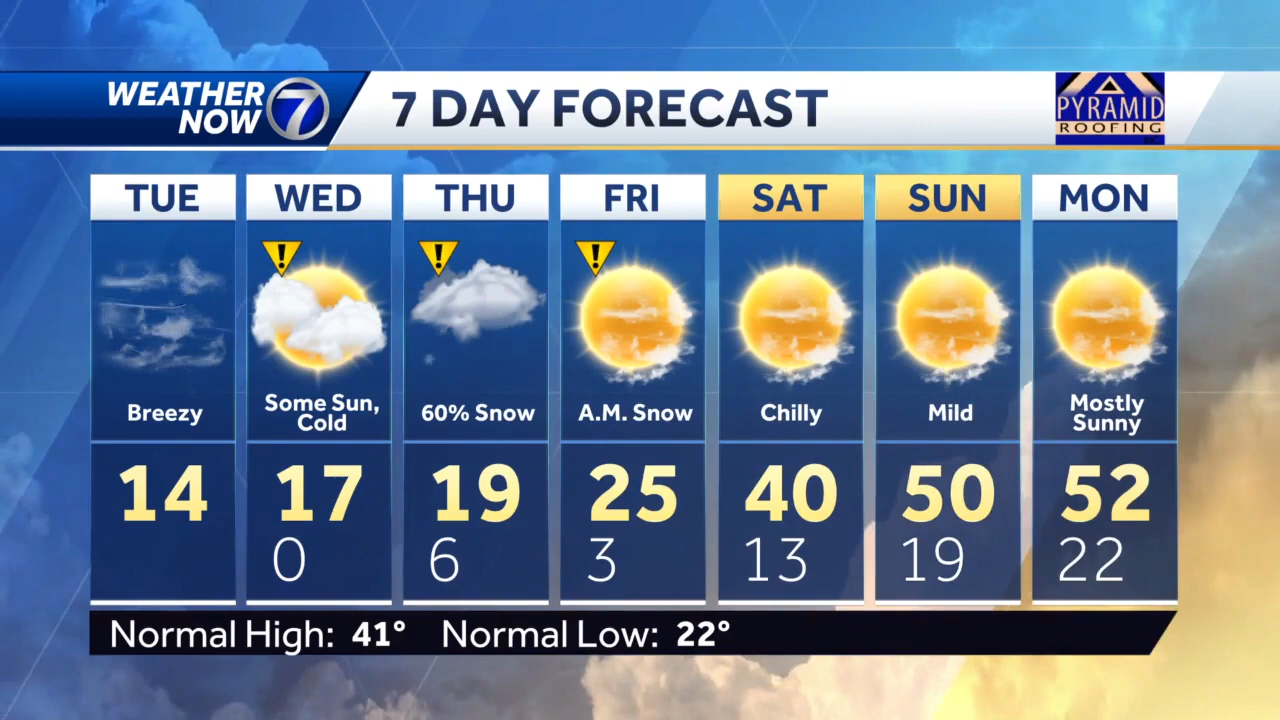 WEATHER
NOW 7
7 DAY FORECAST
PYRAMID
ROOFING
TUE WED THU FRI SAT SUN MON
! ! !
Breezy
Some Sun,
Cold
60% Snow
A.M. Snow
Chilly
Mild
Mostly
Sunny
14 17 19 25 40 50 52
0 6 3 13 19 22
Normal High: 41° Normal Low: 22°